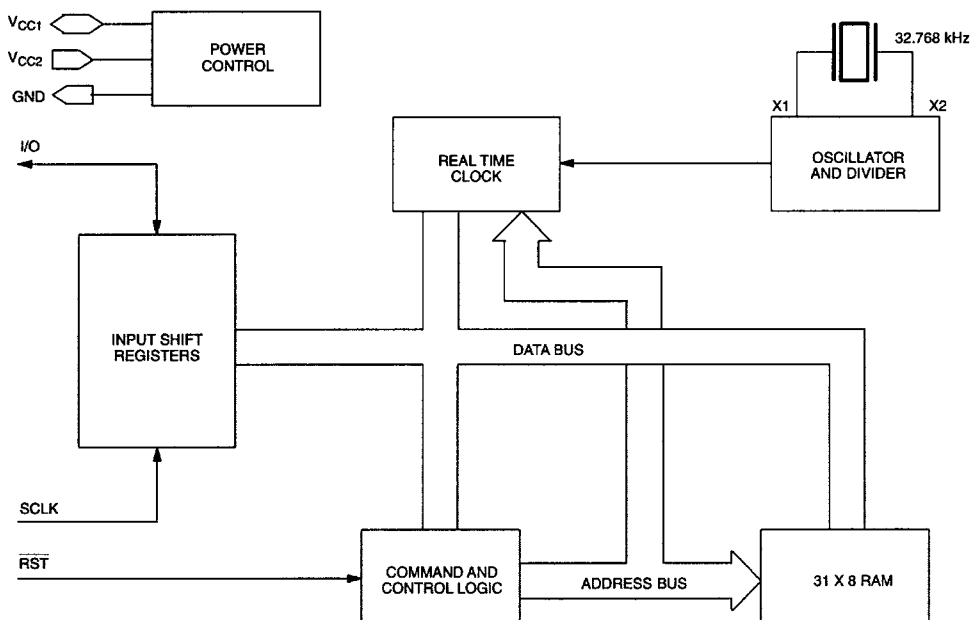 VCC1
VCC2
GND
POWER
CONTROL
32.768 kHz
X1
X2
I/O
REAL TIME
CLOCK
OSCILLATOR
AND DIVIDER
INPUT SHIFT
REGISTERS
DATA BUS
SCLK
RST
COMMAND AND
CONTROL LOGIC
ADDRESS BUS
31 X 8 RAM